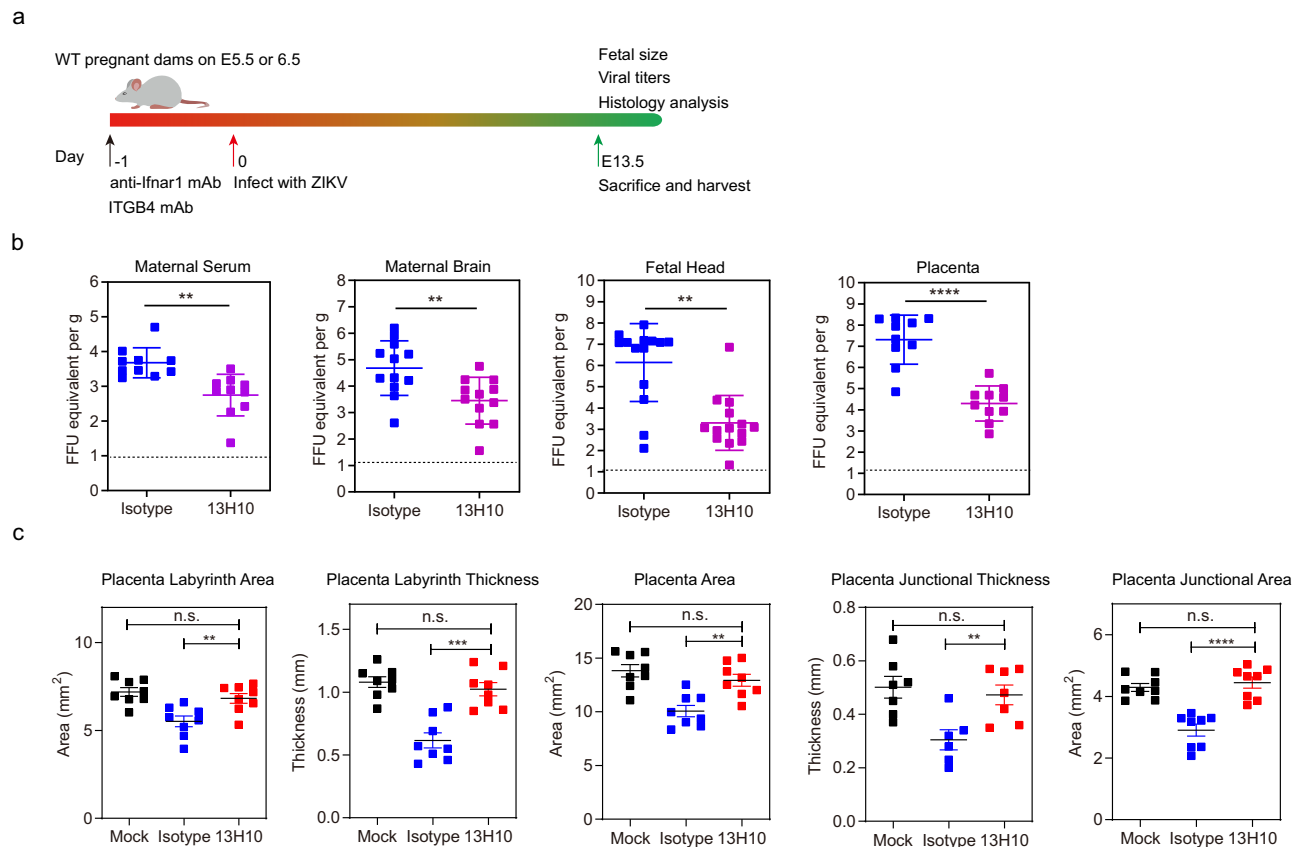 a
WT pregnant dams on E5.5 or 6.5
Fetal size
Viral titers
Histology analysis
Day
-1
0
E13.5
anti-Ifnar1 mAb
Infect with ZIKV
Sacrifice and harvest
ITGB4 mAb
b
Maternal Serum
FFU equivalent per g
6
5
4
3
2
1
0
**
Isotype
13H10
Maternal Brain
FFU equivalent per g
8
7
6
5
4
3
2
1
0
**
Isotype
13H10
Fetal Head
FFU equivalent per g
10
9
8
7
6
5
4
3
2
1
0
**
Isotype
13H10
Placenta
FFU equivalent per g
10
9
8
7
6
5
4
3
2
1
0
****
Isotype
13H10
c
Placenta Labyrinth Area
Area (mm²)
10
5
0
n.s.
**
Mock Isotype 13H10
Placenta Labyrinth Thickness
Thickness (mm)
1.5
1.0
0.5
0.0
n.s.
***
Mock Isotype 13H10
Placenta Area
Area (mm²)
20
15
10
5
0
n.s.
**
Mock Isotype 13H10
Placenta Junctional Thickness
Thickness (mm)
0.8
0.6
0.4
0.2
0.0
n.s.
**
Mock Isotype 13H10
Placenta Junctional Area
Area (mm²)
6
4
2
0
n.s.
****
Mock Isotype 13H10